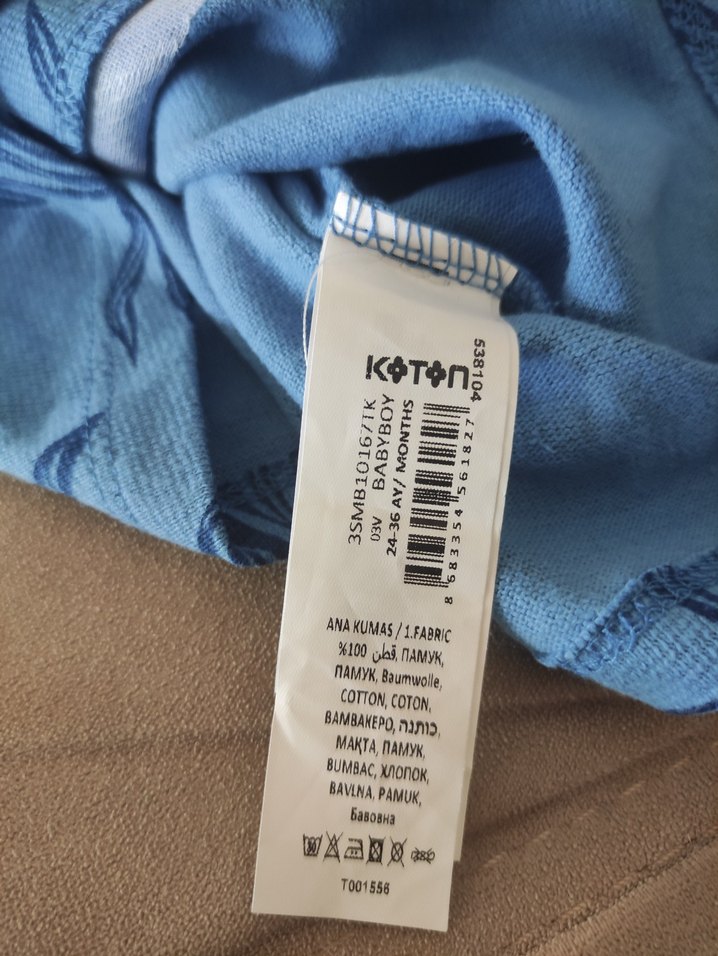 KOTON
538104
3SMB10167TK
03V BABYBOY
24-36 AY/ MONTHS
8 683354 561827
ANA KUMAS / 1.FABRIC
%100 قطن, ПАМУК,
ПАМУК, Baumwolle,
COTTON, COTON,
ΒΑΜΒΑΚΕΡΟ, כותנה,
МАҚТА, ПАМУК,
BUMBAC, ХЛОПОК,
BAVLNA, PAMUK,
Бавовна
T001556